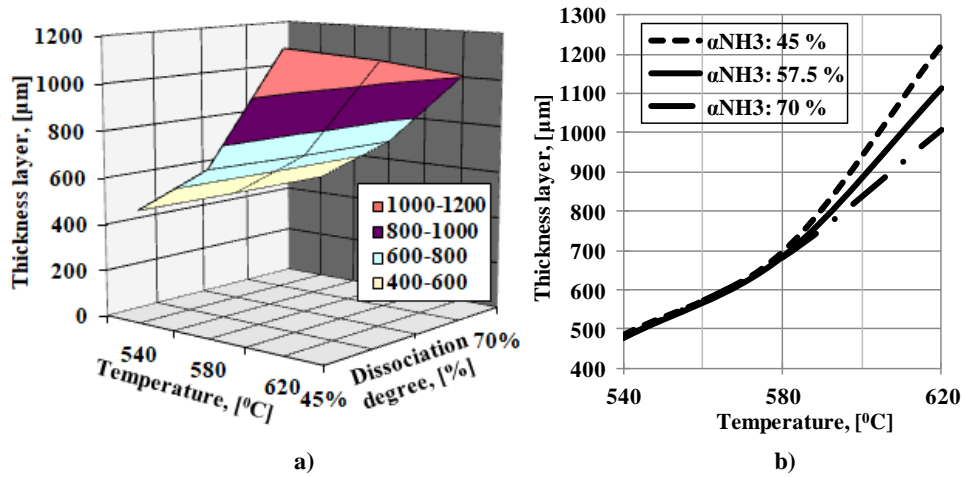 1200
1000
800
600
400
200
0
Thickness layer, [µm]
540
580
620
Temperature, [⁰C]
45%
70%
Dissociation
degree, [%]
1000-1200
800-1000
600-800
400-600
a)
1300
1200
1100
1000
900
800
700
600
500
400
Thickness layer, [µm]
αNH3: 45 %
αNH3: 57.5 %
αNH3: 70 %
540
580
620
Temperature, [⁰C]
b)